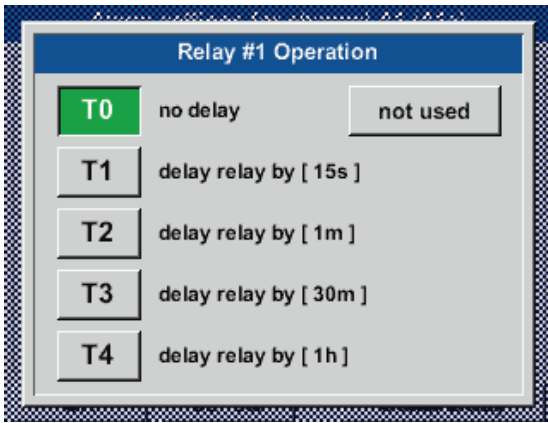 Relay #1 Operation
T0 no delay not used
T1 delay relay by [ 15s ]
T2 delay relay by [ 1m ]
T3 delay relay by [ 30m ]
T4 delay relay by [ 1h ]